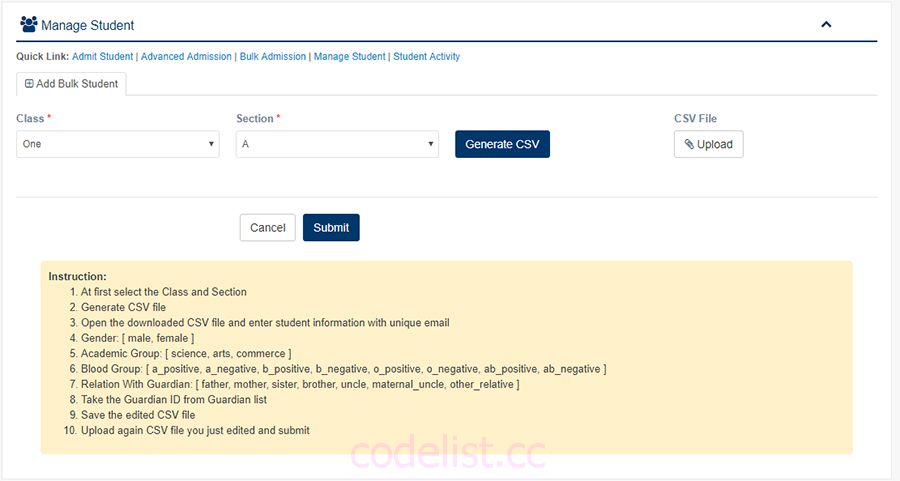 Manage Student
Quick Link: Admit Student | Advanced Admission | Bulk Admission | Manage Student | Student Activity
Add Bulk Student
Class * Section * CSV File
One A Generate CSV Upload
Cancel Submit
Instruction:
1. At first select the Class and Section
2. Generate CSV file
3. Open the downloaded CSV file and enter student information with unique email
4. Gender: [ male, female ]
5. Academic Group: [ science, arts, commerce ]
6. Blood Group: [ a_positive, a_negative, b_positive, b_negative, o_positive, o_negative, ab_positive, ab_negative ]
7. Relation With Guardian: [ father, mother, sister, brother, uncle, maternal_uncle, other_relative ]
8. Take the Guardian ID from Guardian list
9. Save the edited CSV file
10. Upload again CSV file you just edited and submit
codelist.cc